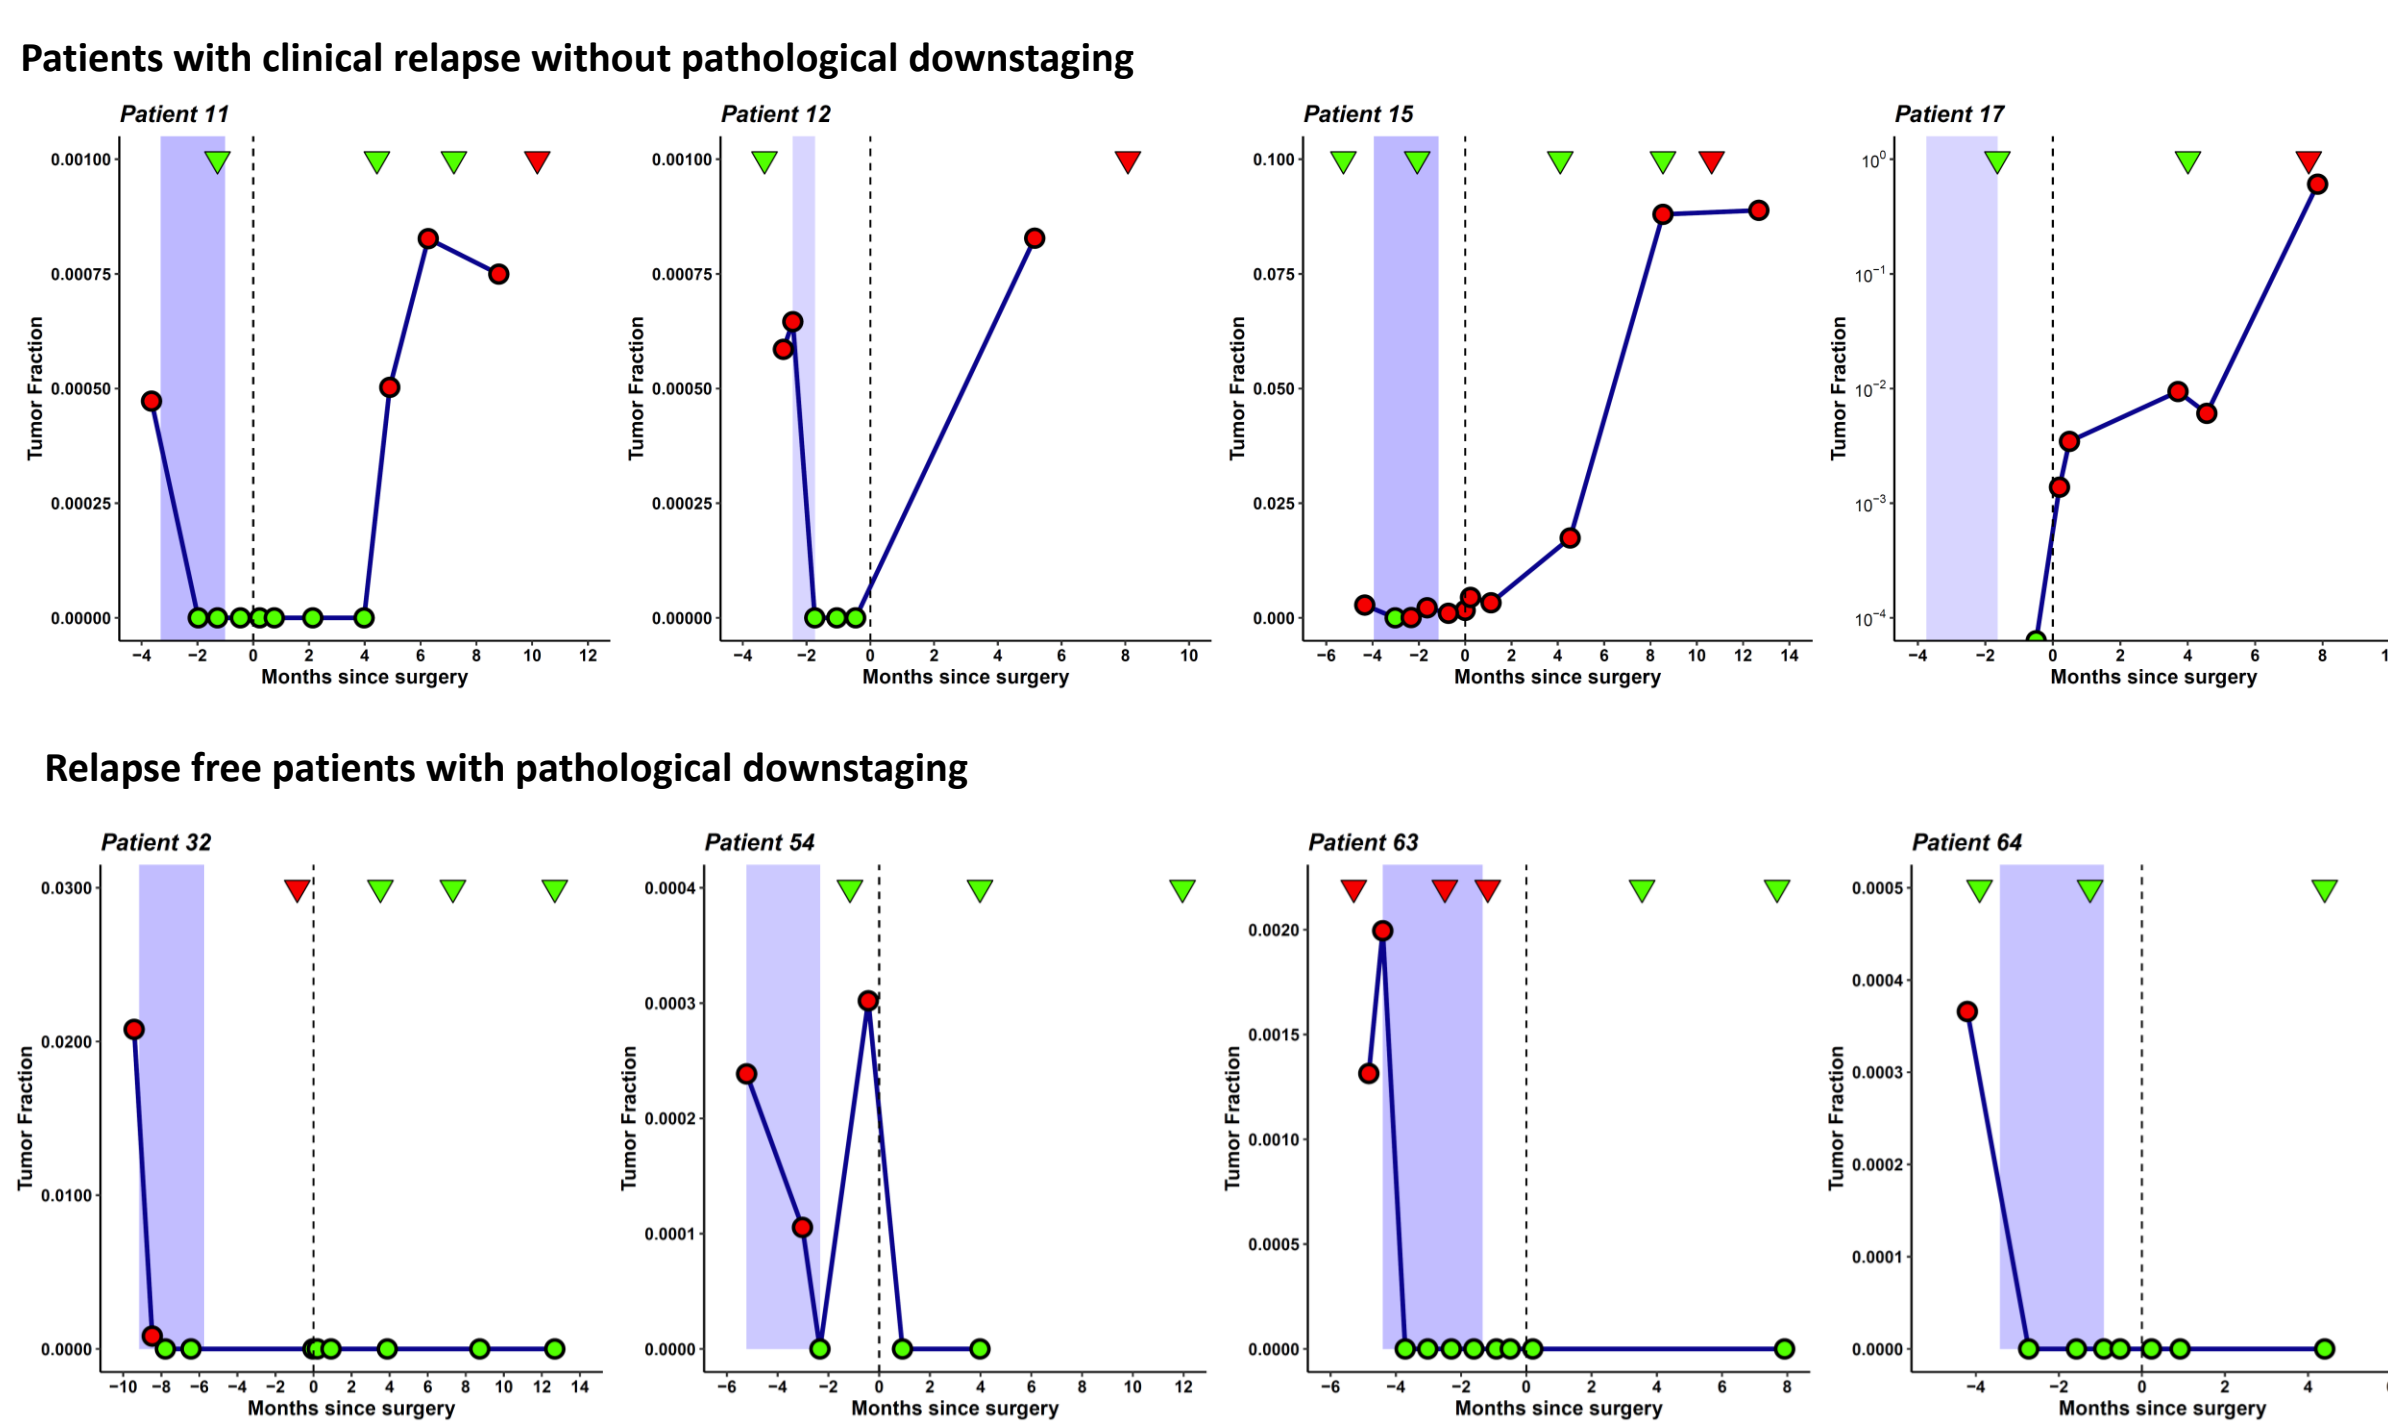 Patients with clinical relapse without pathological downstaging
Patient 11
Tumor Fraction
0.00100
0.00075
0.00050
0.00025
0.00000
−4 −2 0 2 4 6 8 10 12
Months since surgery
Patient 12
Tumor Fraction
0.00100
0.00075
0.00050
0.00025
0.00000
−4 −2 0 2 4 6 8 10
Months since surgery
Patient 15
Tumor Fraction
0.100
0.075
0.050
0.025
0.000
−6 −4 −2 0 2 4 6 8 10 12 14
Months since surgery
Patient 17
Tumor Fraction
10⁰
10⁻¹
10⁻²
10⁻³
10⁻⁴
−4 −2 0 2 4 6 8
Months since surgery
Relapse free patients with pathological downstaging
Patient 32
Tumor Fraction
0.0300
0.0200
0.0100
0.0000
−10 −8 −6 −4 −2 0 2 4 6 8 10 12 14
Months since surgery
Patient 54
Tumor Fraction
0.0004
0.0003
0.0002
0.0001
0.0000
−6 −4 −2 0 2 4 6 8 10 12
Months since surgery
Patient 63
Tumor Fraction
0.0020
0.0015
0.0010
0.0005
0.0000
−6 −4 −2 0 2 4 6 8
Months since surgery
Patient 64
Tumor Fraction
0.0005
0.0004
0.0003
0.0002
0.0001
0.0000
−4 −2 0 2 4
Months since surgery